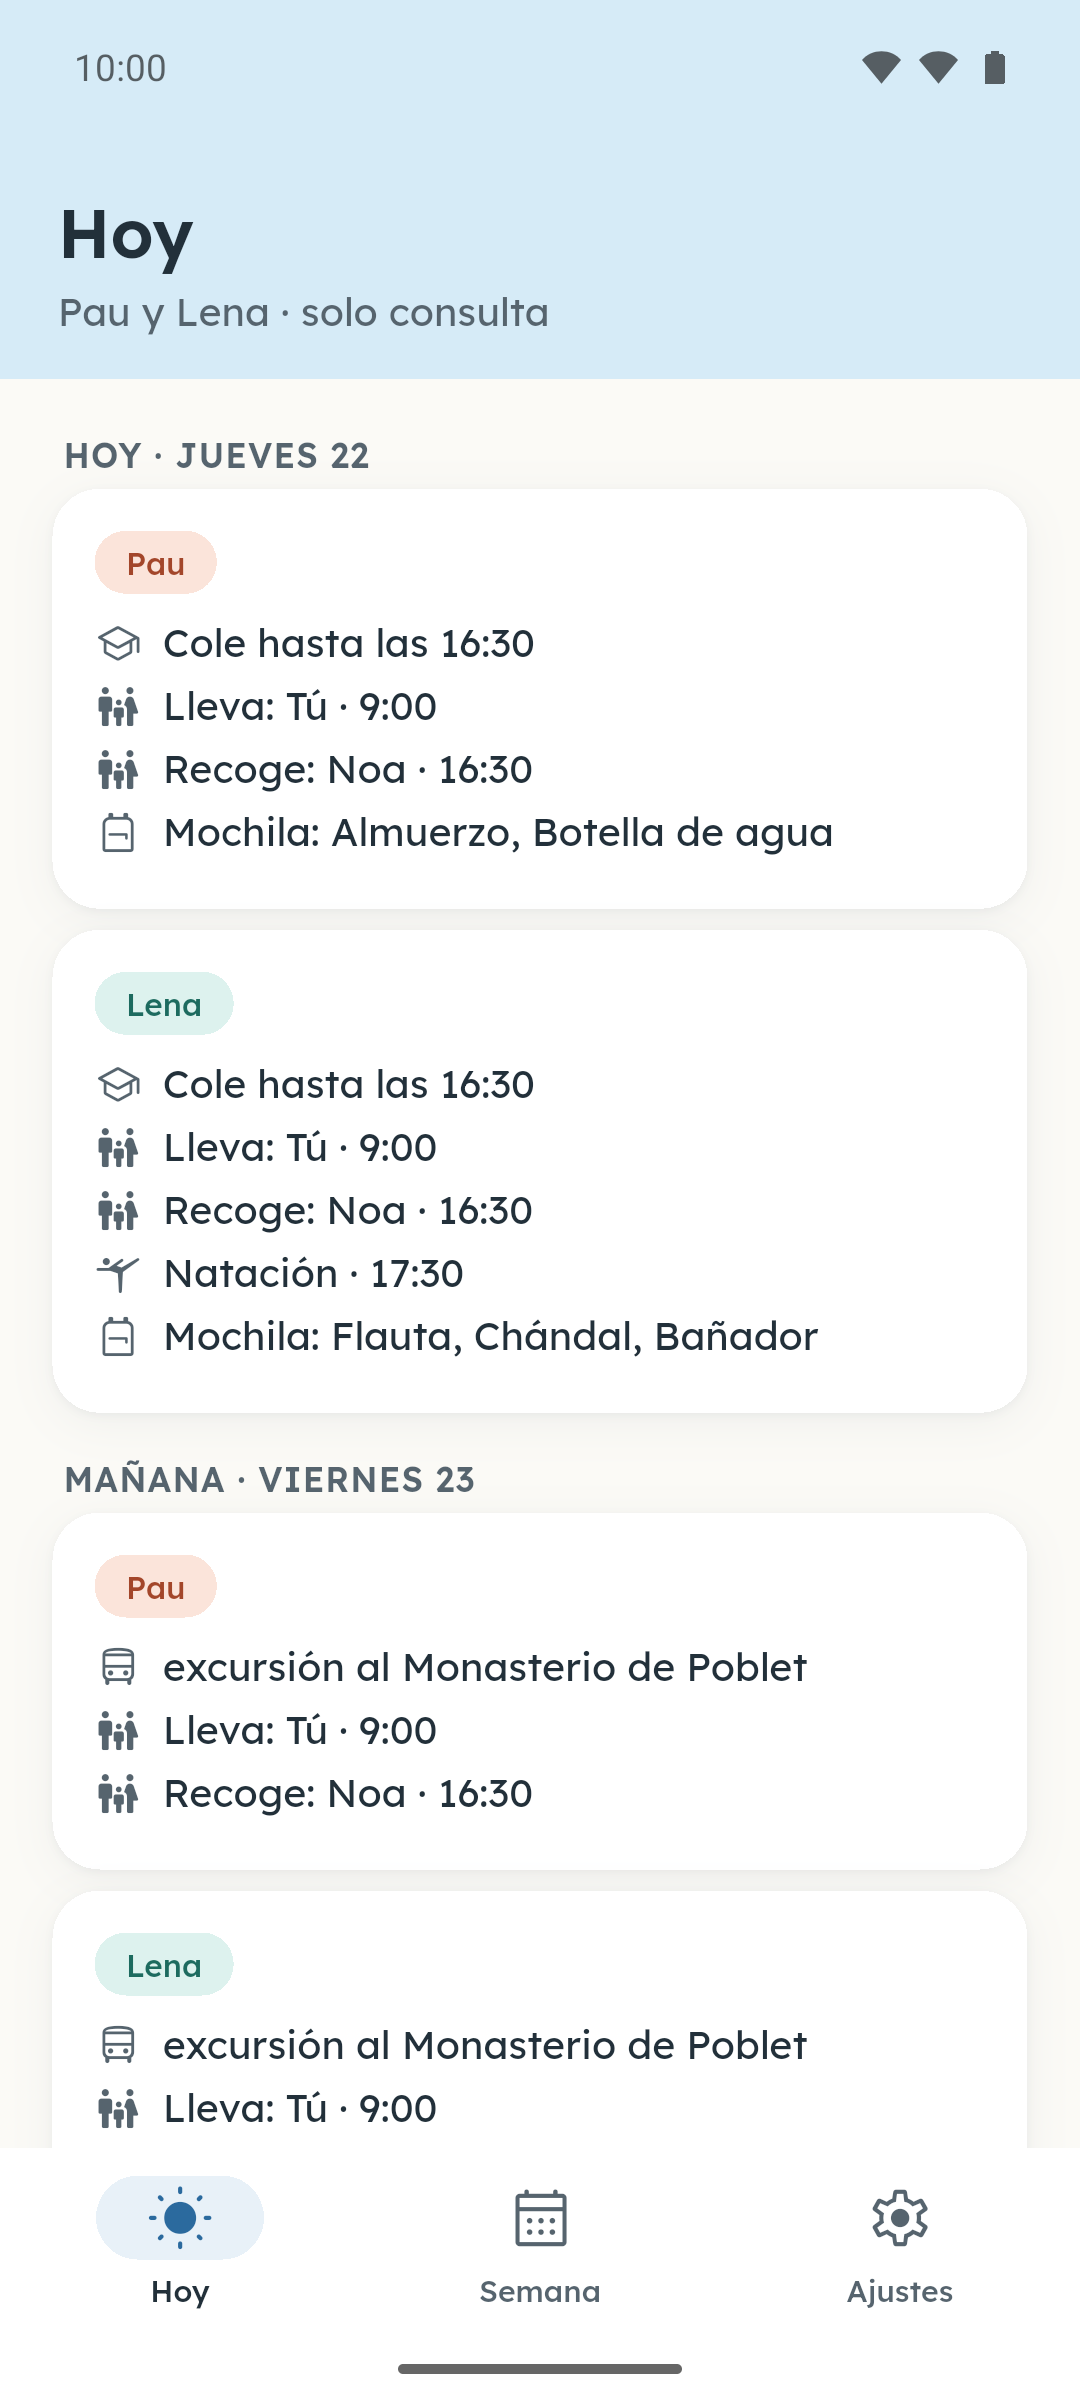 10:00
Hoy
Pau y Lena · solo consulta
HOY · JUEVES 22
Pau
Cole hasta las 16:30
Lleva: Tú · 9:00
Recoge: Noa · 16:30
Mochila: Almuerzo, Botella de agua
Lena
Cole hasta las 16:30
Lleva: Tú · 9:00
Recoge: Noa · 16:30
Natación · 17:30
Mochila: Flauta, Chándal, Bañador
MAÑANA · VIERNES 23
Pau
excursión al Monasterio de Poblet
Lleva: Tú · 9:00
Recoge: Noa · 16:30
Lena
excursión al Monasterio de Poblet
Lleva: Tú · 9:00
Hoy
Semana
Ajustes